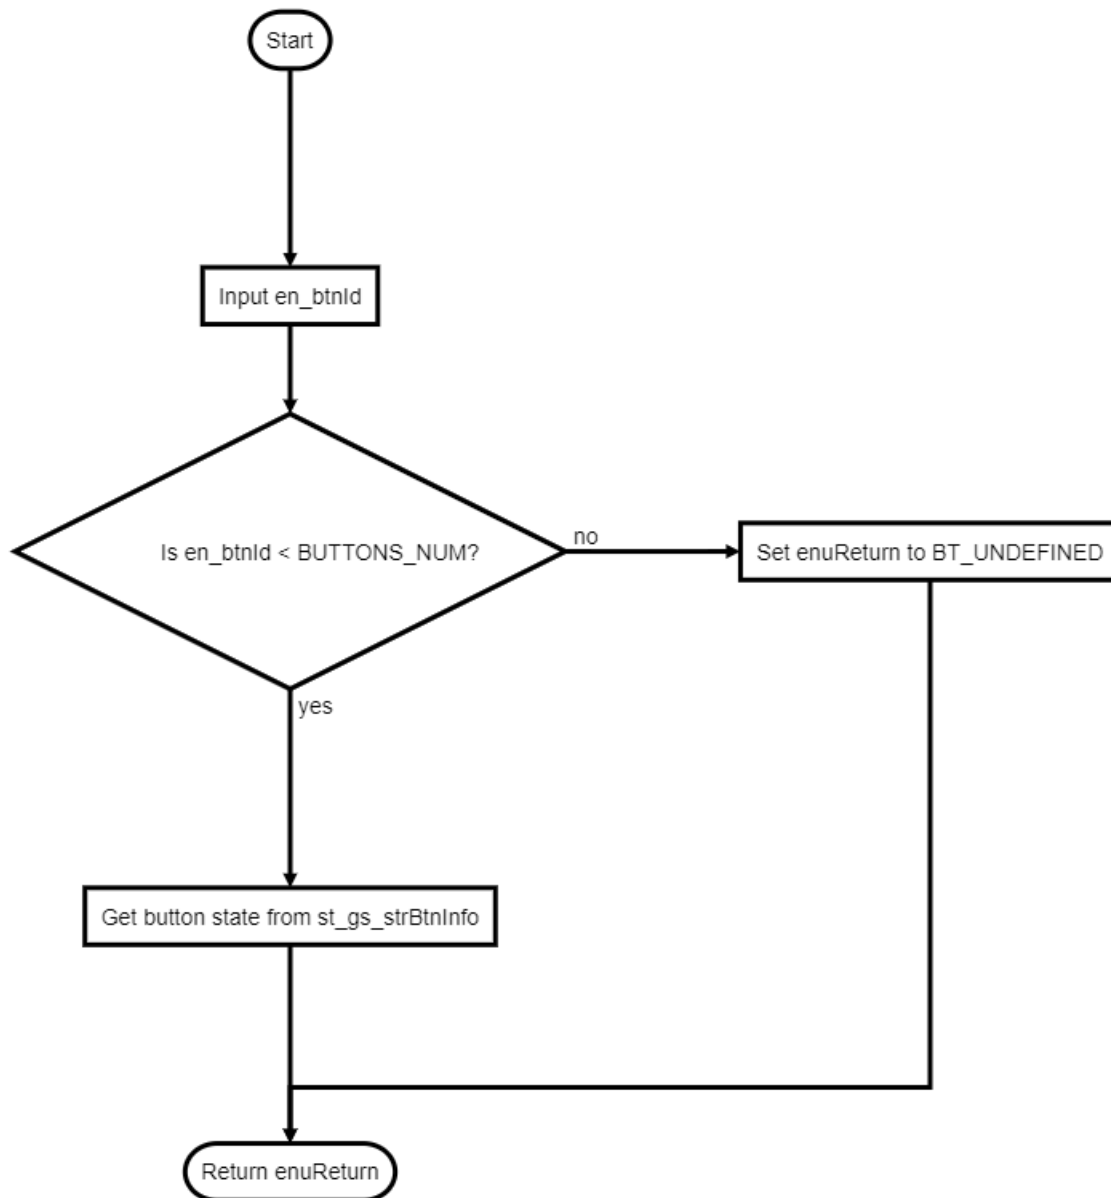 Start
Input en_btnId
Is en_btnId < BUTTONS_NUM?
no
Set enuReturn to BT_UNDEFINED
yes
Get button state from st_gs_strBtnInfo
Return enuReturn